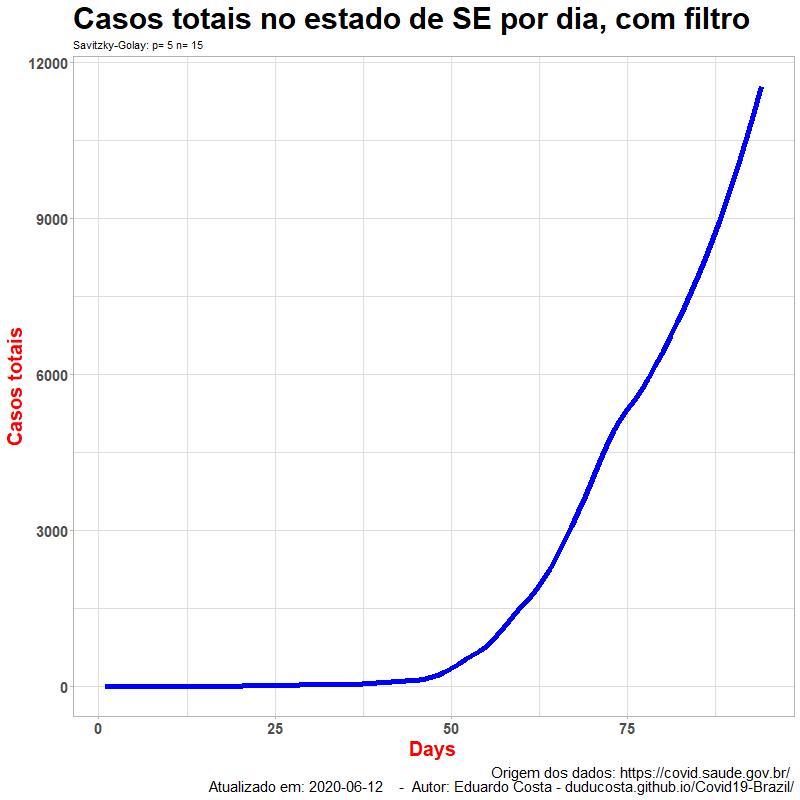 Casos totais no estado de SE por dia, com filtro
Savitzky-Golay: p= 5 n= 15
Casos totais
12000
9000
6000
3000
0
0 25 50 75
Days
Origem dos dados: https://covid.saude.gov.br/
Atualizado em: 2020-06-12 - Autor: Eduardo Costa - duducosta.github.io/Covid19-Brazil/